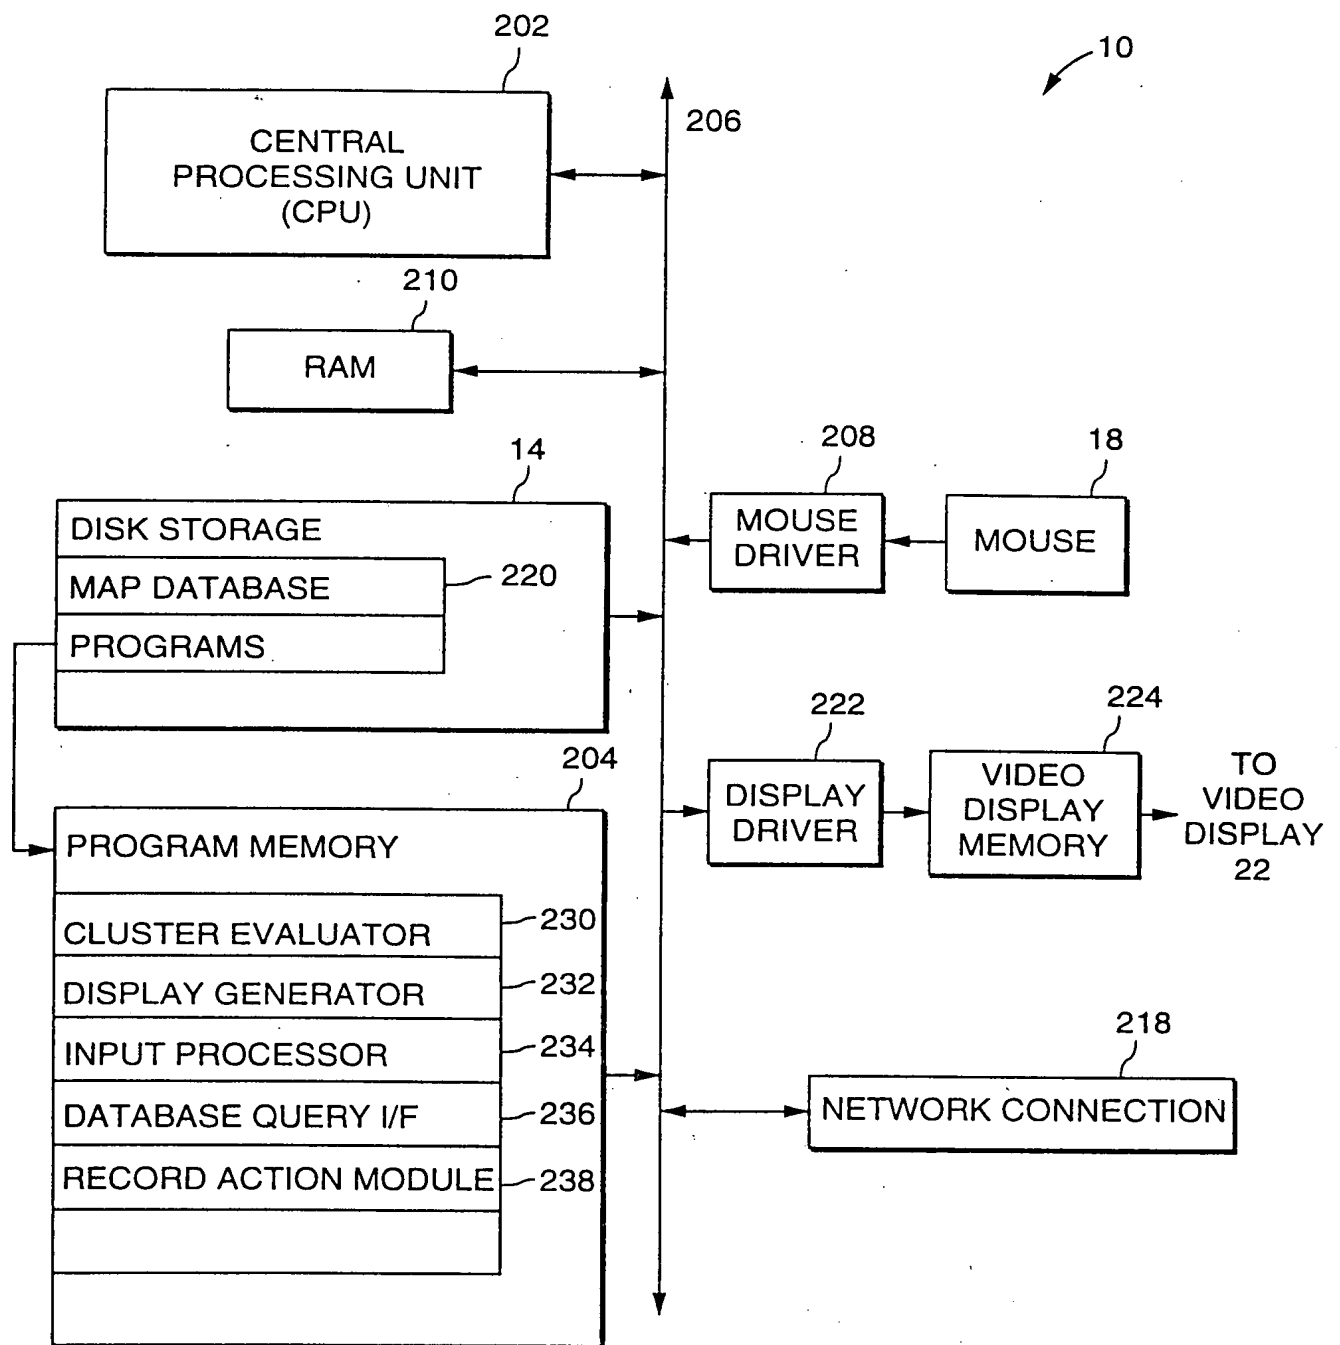 202
10
206
CENTRAL
PROCESSING UNIT
(CPU)
210
RAM
14
208
18
DISK STORAGE
MAP DATABASE
220
PROGRAMS
MOUSE
DRIVER
MOUSE
222
224
DISPLAY
DRIVER
VIDEO
DISPLAY
MEMORY
TO
VIDEO
DISPLAY
22
204
PROGRAM MEMORY
CLUSTER EVALUATOR
230
DISPLAY GENERATOR
232
INPUT PROCESSOR
234
DATABASE QUERY I/F
236
RECORD ACTION MODULE
238
218
NETWORK CONNECTION